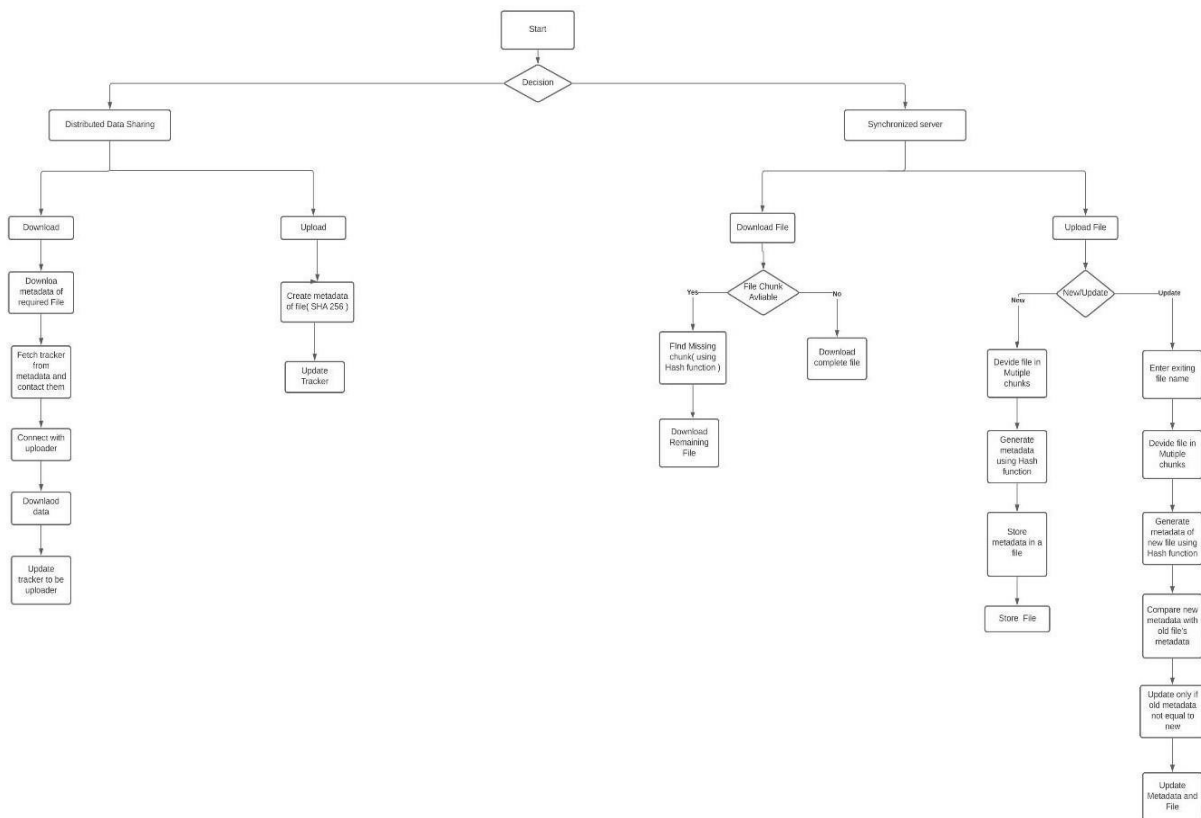 Start
Decision
Distributed Data Sharing
Synchronized server
Download
Upload
Download File
Upload File
Downloa
metadata of
required File
Create metadata
of file( SHA 256 )
File Chunk
Avliable
Yes
No
New/Update
New
Update
Fetch tracker
from
metadata and
contact them
Update
Tracker
FInd Missing
chunk( using
Hash function )
Download
complete file
Devide file in
Mutiple
chunks
Enter exiting
file name
Connect with
uploader
Download
Remaining
File
Generate
metadata
using Hash
function
Devide file in
Mutiple
chunks
Downlaod
data
Store
metadata in a
file
Generate
metadata of
new file using
Hash function
Update
tracker to be
uploader
Store File
Compare new
metadata with
old file's
metadata
Update only if
old metadata
not equal to
new
Update
Metadata and
File